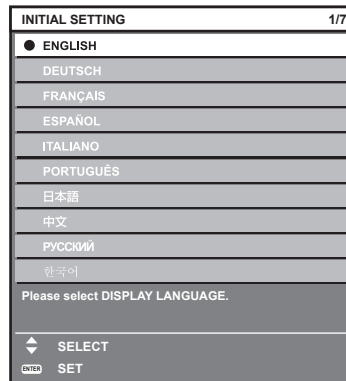 INITIAL SETTING 1/7
ENGLISH
DEUTSCH
FRANÇAIS
ESPAÑOL
ITALIANO
PORTUGUÊS
日本語
中文
РУССКИЙ
한국어
Please select DISPLAY LANGUAGE.
SELECT
ENTER SET